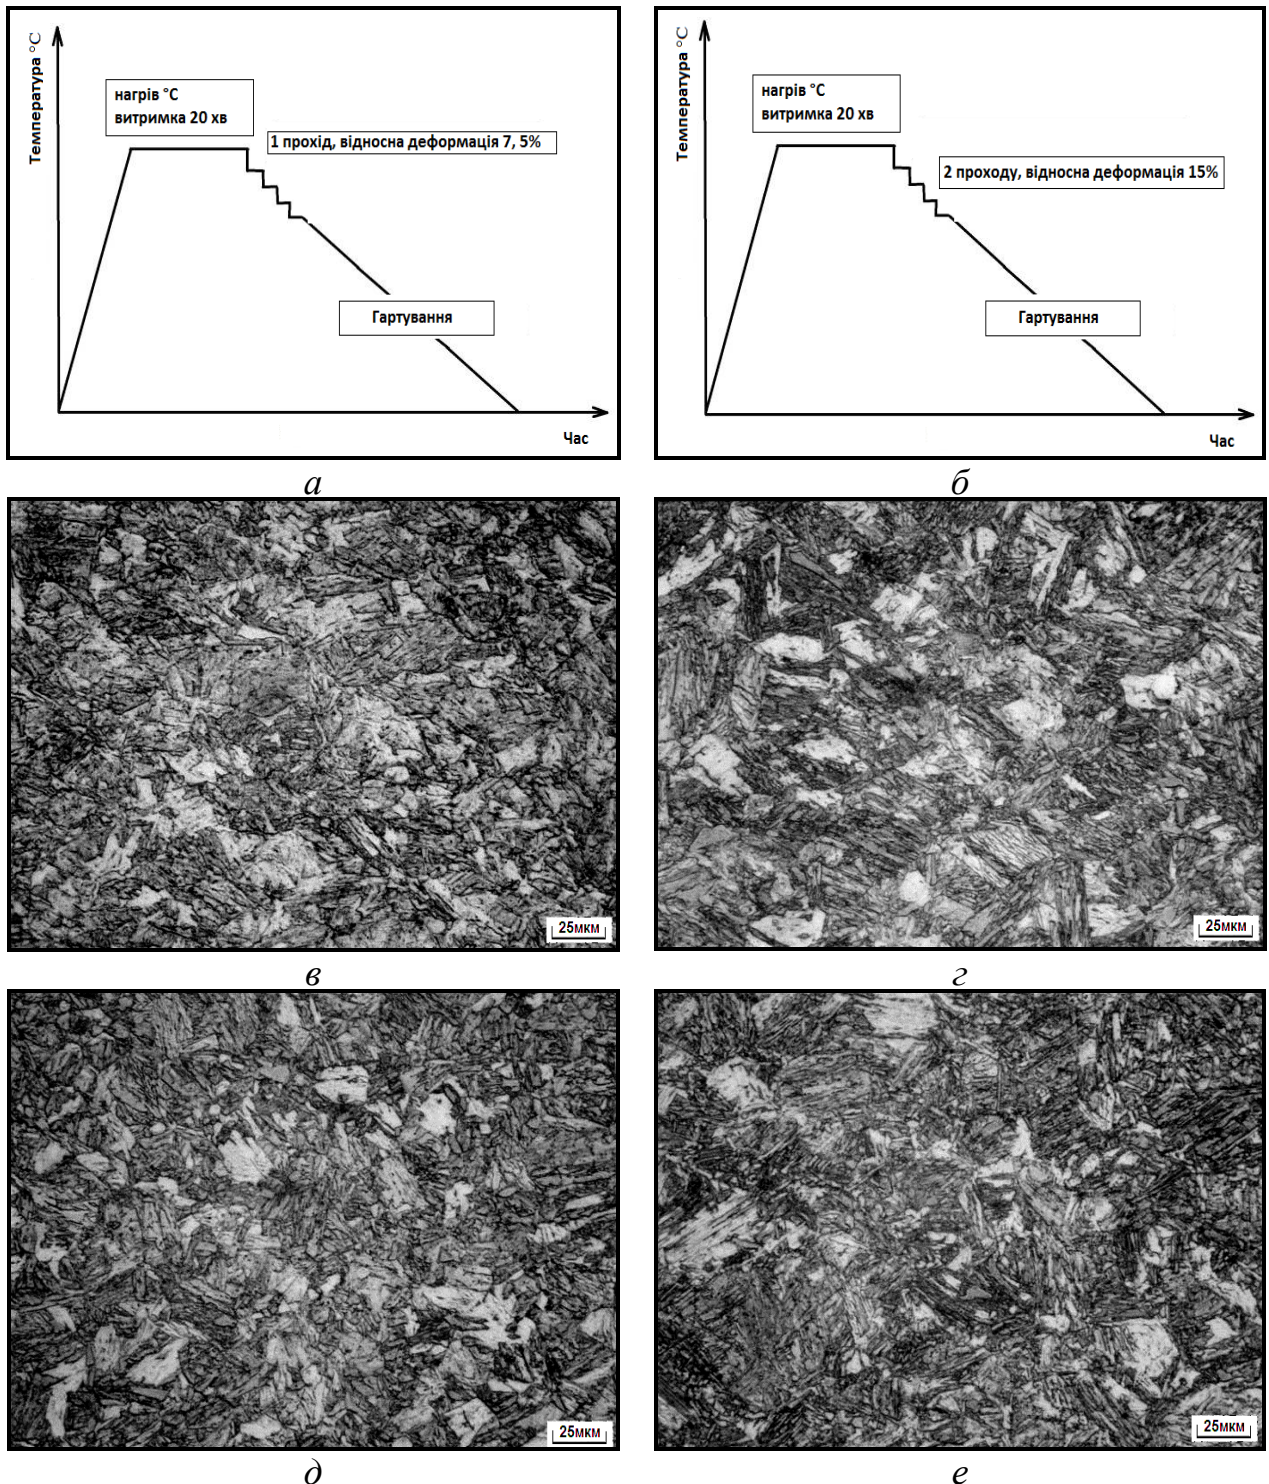 Температура °C
нагрів °C
витримка 20 хв
1 прохід, відносна деформація 7, 5%
Гартування
Час
а
Температура °C
нагрів °C
витримка 20 хв
2 проходу, відносна деформація 15%
Гартування
Час
б
25мкм
в
25мкм
г
25мкм
д
25мкм
е